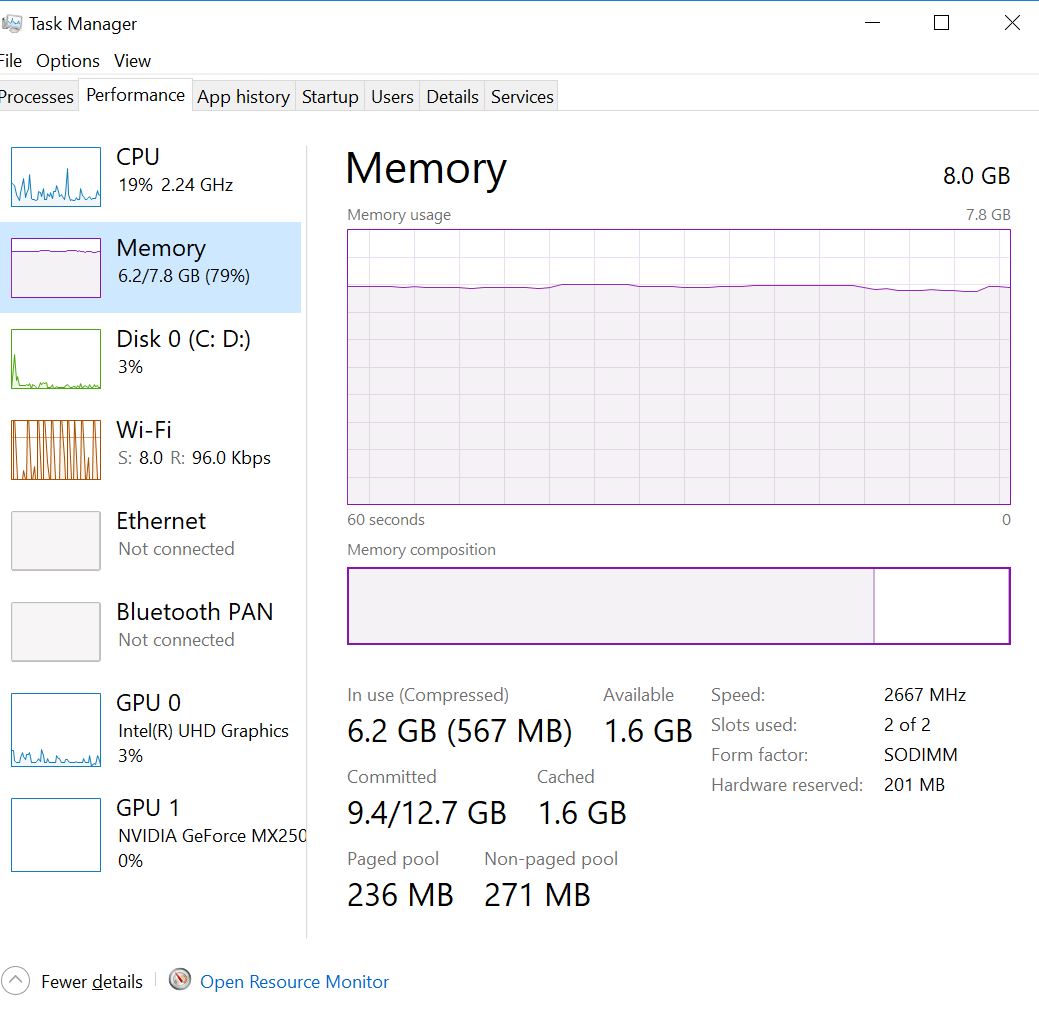 Task Manager
File Options View
Processes Performance App history Startup Users Details Services
CPU
19% 2.24 GHz
Memory
6.2/7.8 GB (79%)
Disk 0 (C: D:)
3%
Wi-Fi
S: 8.0 R: 96.0 Kbps
Ethernet
Not connected
Bluetooth PAN
Not connected
GPU 0
Intel(R) UHD Graphics
3%
GPU 1
NVIDIA GeForce MX250
0%
Memory 8.0 GB
Memory usage 7.8 GB
60 seconds 0
Memory composition
In use (Compressed) Available
6.2 GB (567 MB) 1.6 GB
Committed Cached
9.4/12.7 GB 1.6 GB
Paged pool Non-paged pool
236 MB 271 MB
Speed: 2667 MHz
Slots used: 2 of 2
Form factor: SODIMM
Hardware reserved: 201 MB
Fewer details Open Resource Monitor